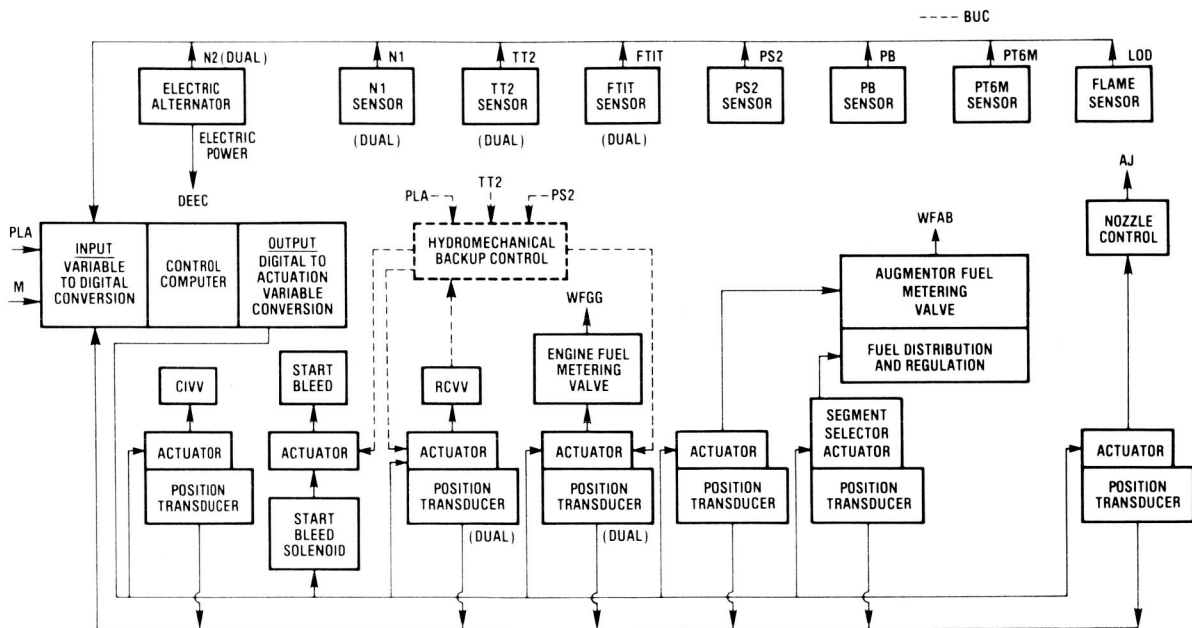 BUC
N2 (DUAL)
N1
TT2
FTIT
PS2
PB
PT6M
LOD
ELECTRIC
ALTERNATOR
N1
SENSOR
TT2
SENSOR
FTIT
SENSOR
PS2
SENSOR
PB
SENSOR
PT6M
SENSOR
FLAME
SENSOR
(DUAL)
(DUAL)
(DUAL)
ELECTRIC
POWER
DEEC
PLA
TT2
PS2
AJ
PLA
M
INPUT
VARIABLE
TO DIGITAL
CONVERSION
CONTROL
COMPUTER
OUTPUT
DIGITAL TO
ACTUATION
VARIABLE
CONVERSION
HYDROMECHANICAL
BACKUP CONTROL
WFAB
NOZZLE
CONTROL
AUGMENTOR FUEL
METERING
VALVE
FUEL DISTRIBUTION
AND REGULATION
WFGG
CIVV
START
BLEED
RCVV
ENGINE FUEL
METERING
VALVE
ACTUATOR
POSITION
TRANSDUCER
ACTUATOR
START
BLEED
SOLENOID
ACTUATOR
POSITION
TRANSDUCER
(DUAL)
ACTUATOR
POSITION
TRANSDUCER
(DUAL)
ACTUATOR
POSITION
TRANSDUCER
SEGMENT
SELECTOR
ACTUATOR
POSITION
TRANSDUCER
ACTUATOR
POSITION
TRANSDUCER